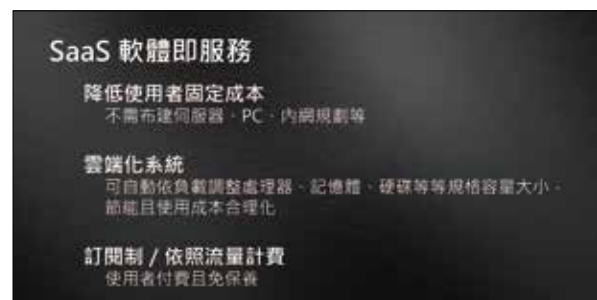 SaaS 軟體即服務
降低使用者固定成本
不需布建伺服器、PC、內網規劃等
雲端化系統
可自動依負載調整處理器、記憶體、硬碟等等規格容量大小。
節能且使用成本合理化
訂閱制 / 依照流量計費
使用者付費且免保養